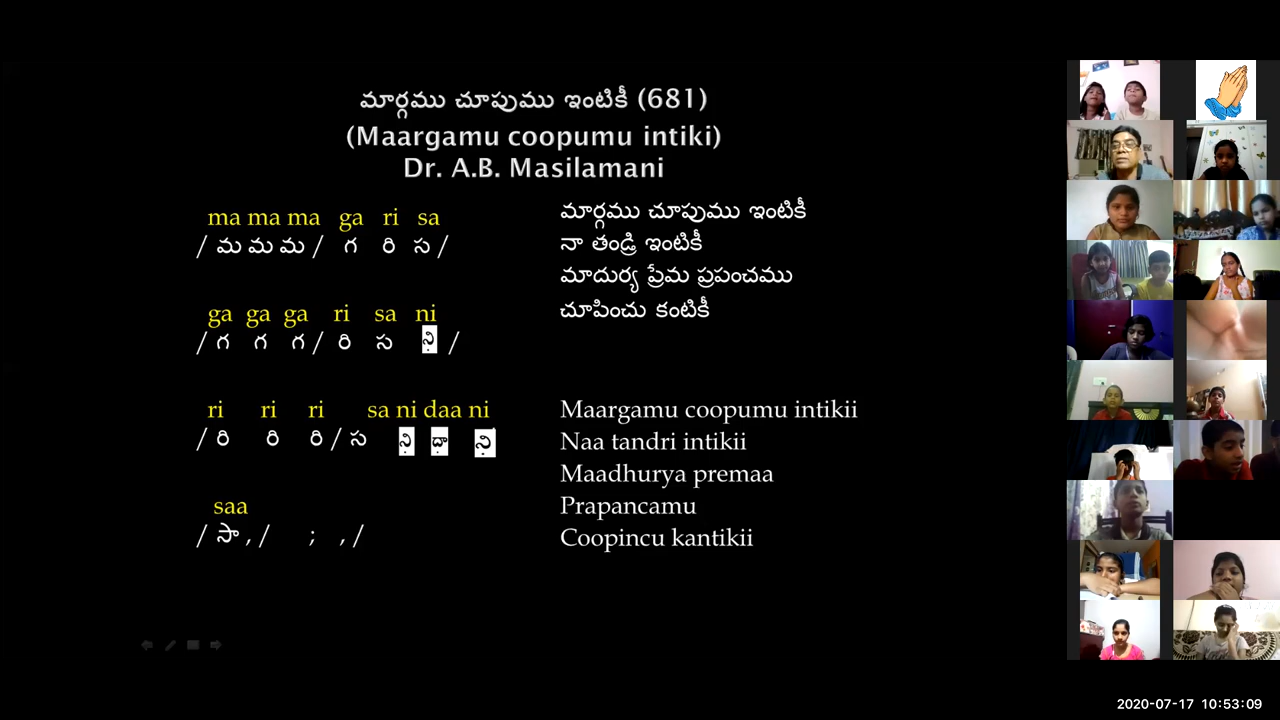 మార్గము చూపుము ఇంటికీ (681)
(Maargamu coopumu intiki)
Dr. A.B. Masilamani
ma ma ma ga ri sa
/ మ మ మ / గ రి స /
ga ga ga ri sa ni
/ గ గ గ / రి స ని /
ri ri ri sa ni daa ni
/ రి రి రి / స ని దా ని
saa
/ సా , / ; , /
మార్గము చూపుము ఇంటికీ
నా తండ్రి ఇంటికీ
మాదుర్య ప్రేమ ప్రపంచము
చూపించు కంటికీ
Maargamu coopumu intikii
Naa tandri intikii
Maadhurya premaa
Prapancamu
Coopincu kantikii
2020-07-17 10:53:09